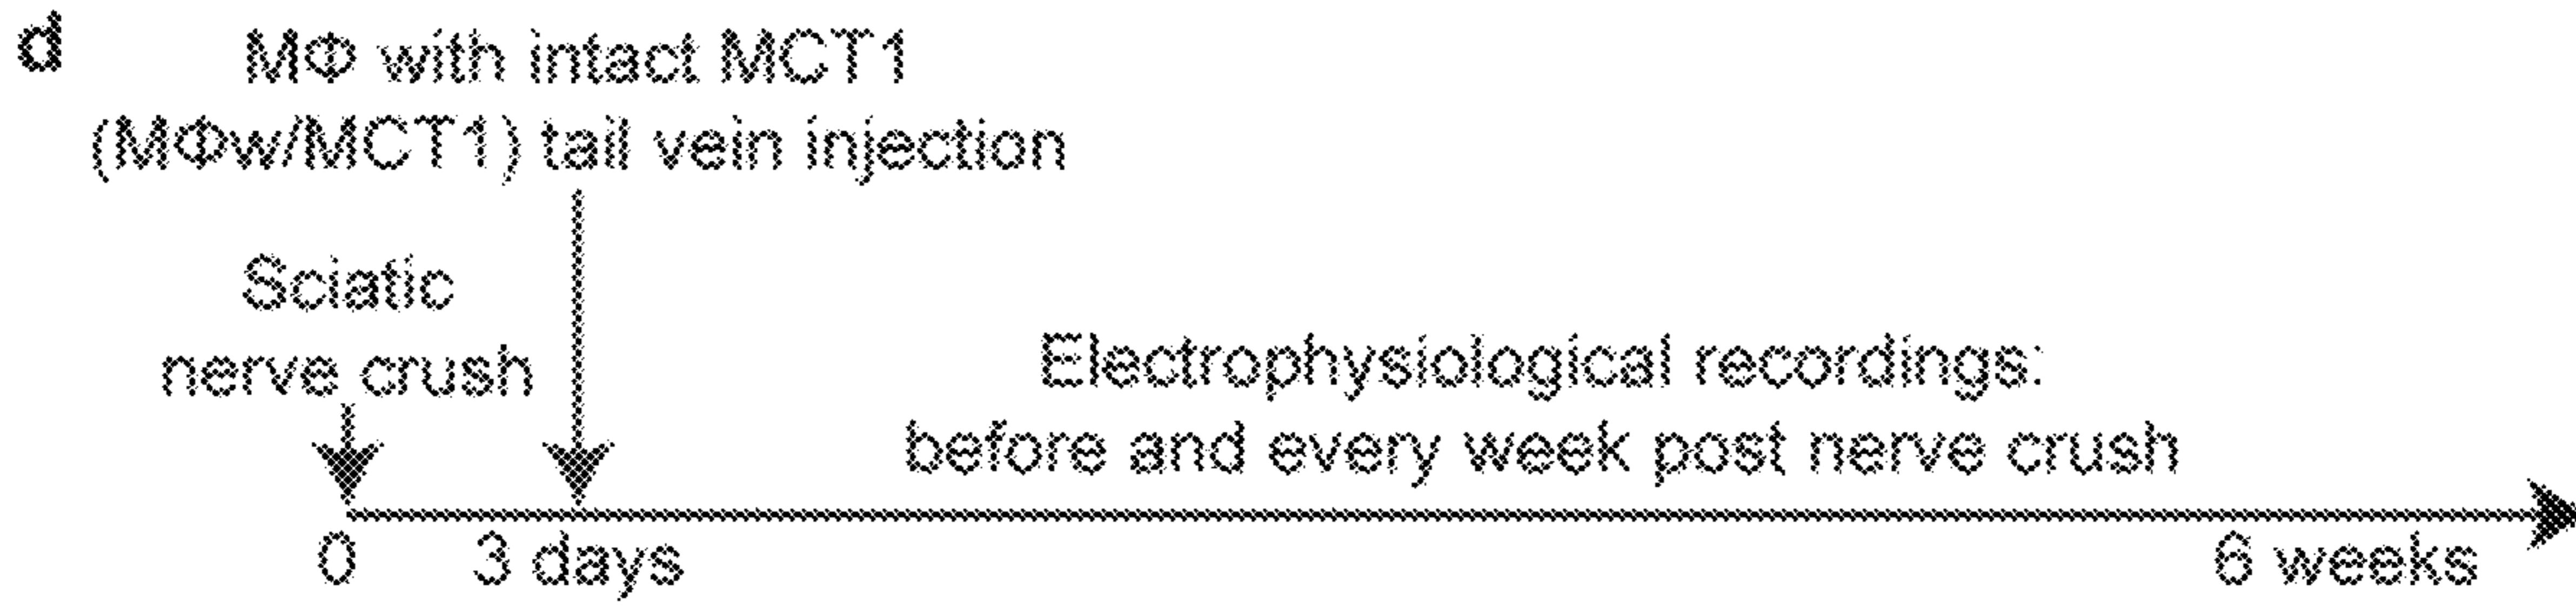 d
MΦ with intact MCT1
(MΦw/MCT1) tail vein injection
Sciatic
nerve crush
Electrophysiological recordings:
before and every week post nerve crush
0
3 days
6 weeks